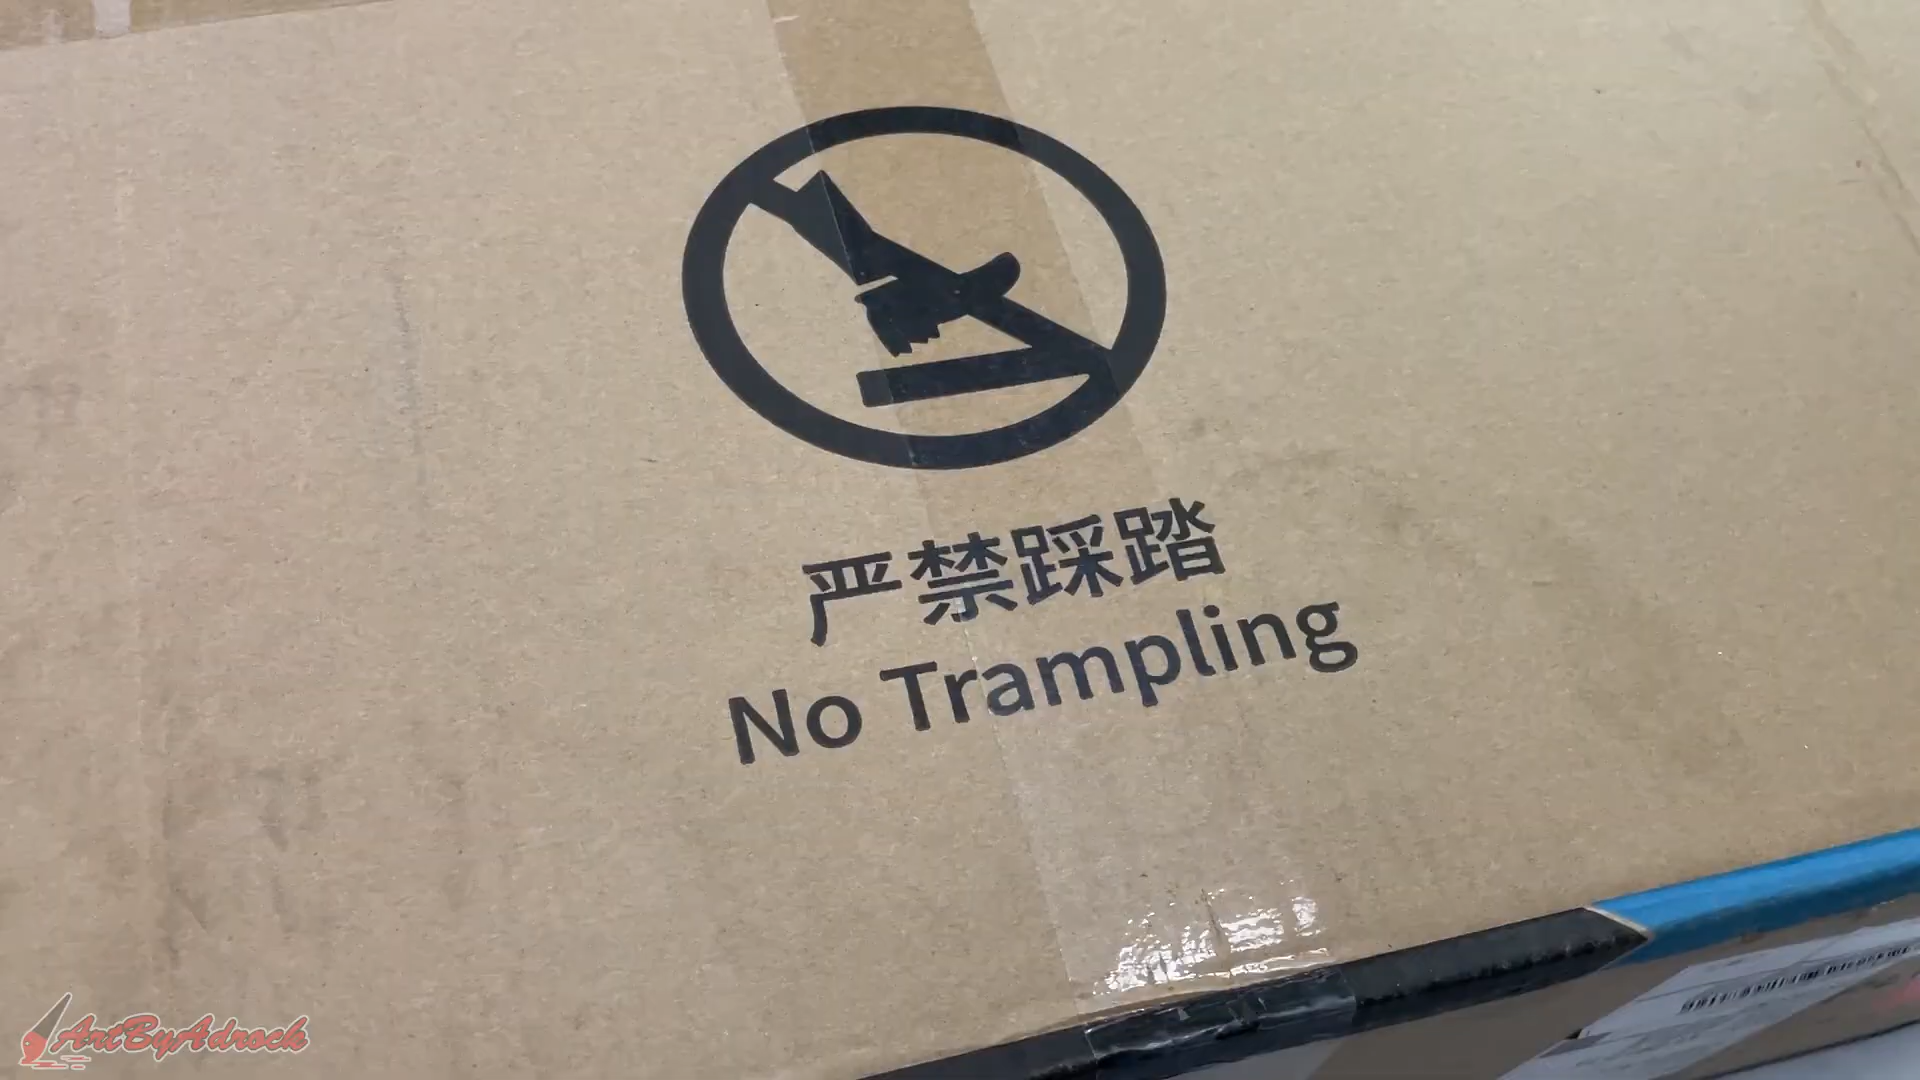 严禁踩踏
No Trampling
ArtByAdrock